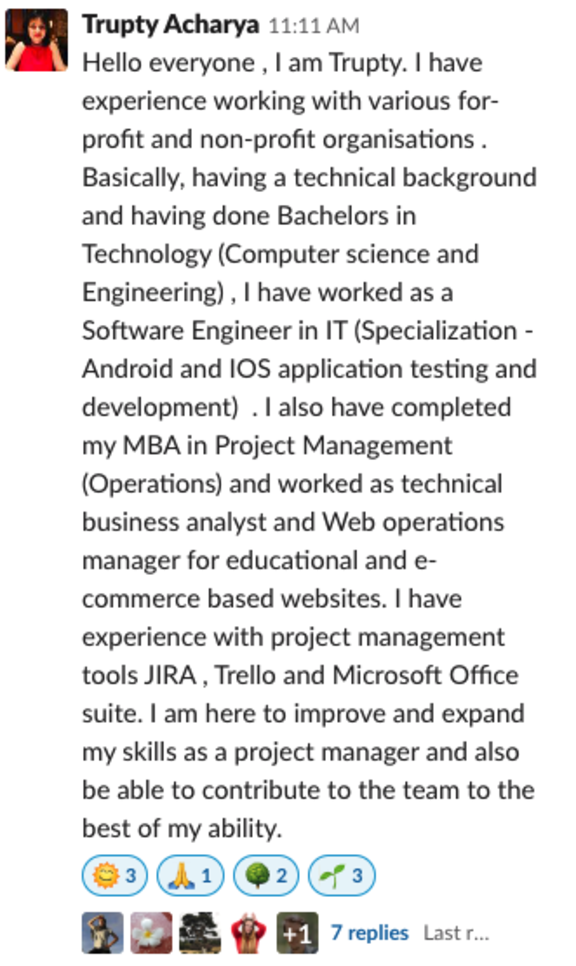 Trupty Acharya 11:11 AM
Hello everyone , I am Trupty. I have
experience working with various for-
profit and non-profit organisations .
Basically, having a technical background
and having done Bachelors in
Technology (Computer science and
Engineering) , I have worked as a
Software Engineer in IT (Specialization -
Android and IOS application testing and
development)  . I also have completed
my MBA in Project Management
(Operations) and worked as technical
business analyst and Web operations
manager for educational and e-
commerce based websites. I have
experience with project management
tools JIRA , Trello and Microsoft Office
suite. I am here to improve and expand
my skills as a project manager and also
be able to contribute to the team to the
best of my ability.
3 1 2 3
+1 7 replies Last r...